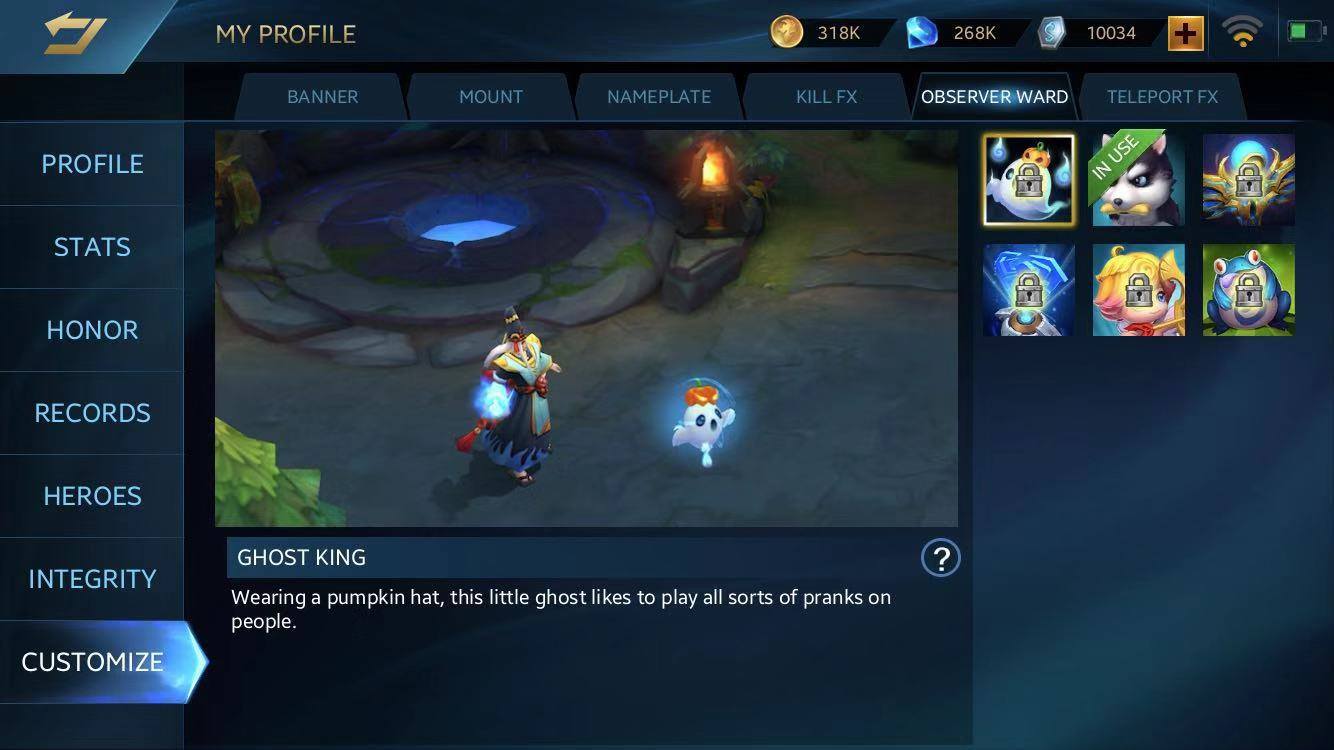 MY PROFILE
318K
268K
10034
BANNER
MOUNT
NAMEPLATE
KILL FX
OBSERVER WARD
TELEPORT FX
PROFILE
STATS
HONOR
RECORDS
HEROES
INTEGRITY
CUSTOMIZE
IN USE
GHOST KING
?
Wearing a pumpkin hat, this little ghost likes to play all sorts of pranks on
people.